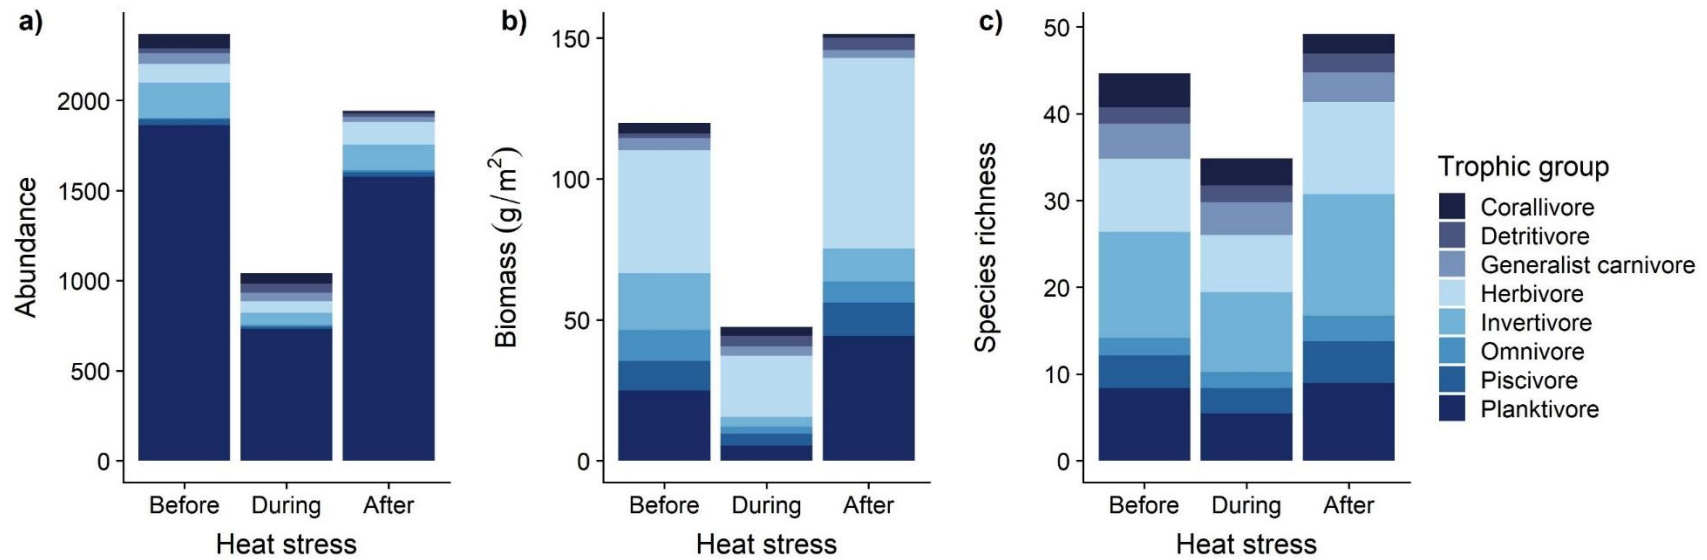 a)
Abundance
2000
1500
1000
500
0
Before During After
Heat stress
b)
Biomass (g/m²)
150
100
50
0
Before During After
Heat stress
c)
Species richness
50
40
30
20
10
0
Before During After
Heat stress
Trophic group
Corallivore
Detritivore
Generalist carnivore
Herbivore
Invertivore
Omnivore
Piscivore
Planktivore